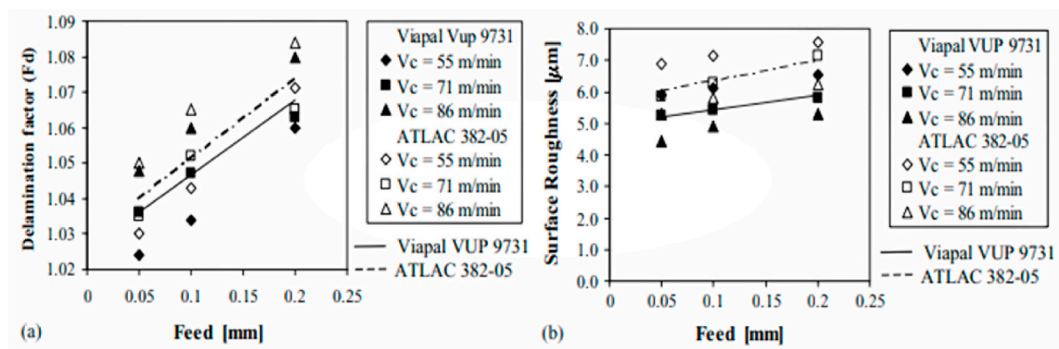 1.09
1.08
1.07
1.06
1.05
1.04
1.03
1.02
Delamination factor (Fd)
0
0.05
0.1
0.15
0.2
0.25
(a)
Feed [mm]
Viapal Vup 9731
Vc = 55 m/min
Vc = 71 m/min
Vc = 86 m/min
ATLAC 382-05
Vc = 55 m/min
Vc = 71 m/min
Vc = 86 m/min
Viapal VUP 9731
ATLAC 382-05
8.0
7.0
6.0
5.0
4.0
3.0
2.0
1.0
0.0
Surface Roughness [μm]
0
0.05
0.1
0.15
0.2
0.25
(b)
Feed [mm]
Viapal VUP 9731
Vc = 55 m/min
Vc = 71 m/min
Vc = 86 m/min
ATLAC 382-05
Vc = 55 m/min
Vc = 71 m/min
Vc = 86 m/min
Viapal VUP 9731
ATLAC 382-05